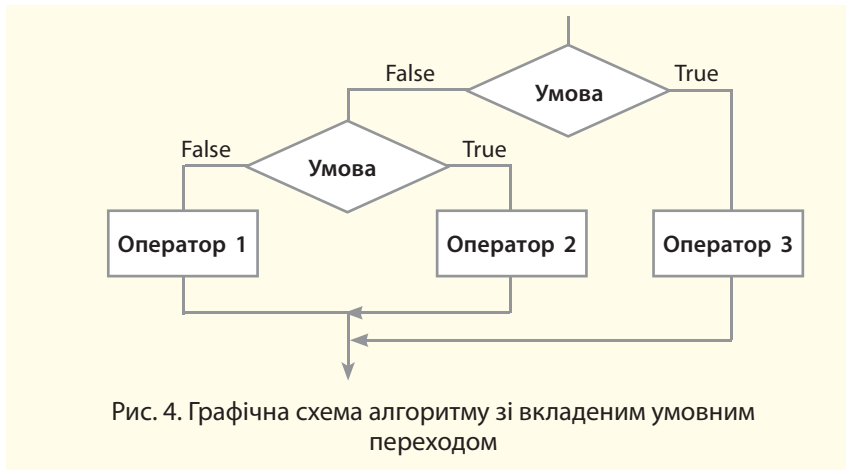 False
True
Умова
False
True
Умова
Оператор 1
Оператор 2
Оператор 3
Рис. 4. Графічна схема алгоритму зі вкладеним умовним
переходом